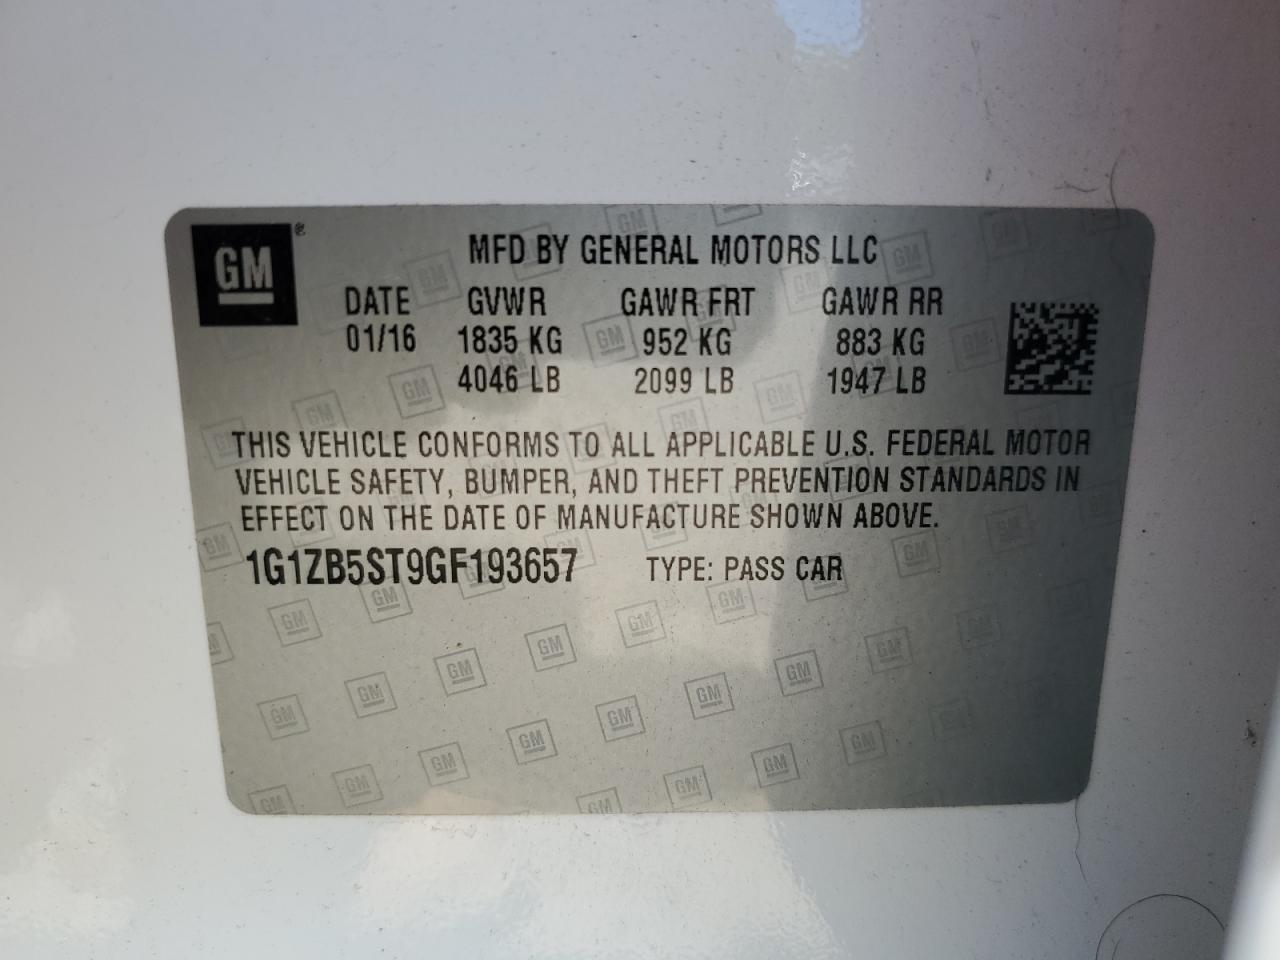 GM ®
MFD BY GENERAL MOTORS LLC
DATE GVWR GAWR FRT GAWR RR
01/16 1835 KG 952 KG 883 KG
4046 LB 2099 LB 1947 LB
THIS VEHICLE CONFORMS TO ALL APPLICABLE U.S. FEDERAL MOTOR
VEHICLE SAFETY, BUMPER, AND THEFT PREVENTION STANDARDS IN
EFFECT ON THE DATE OF MANUFACTURE SHOWN ABOVE.
1G1ZB5ST9GF193657 TYPE: PASS CAR